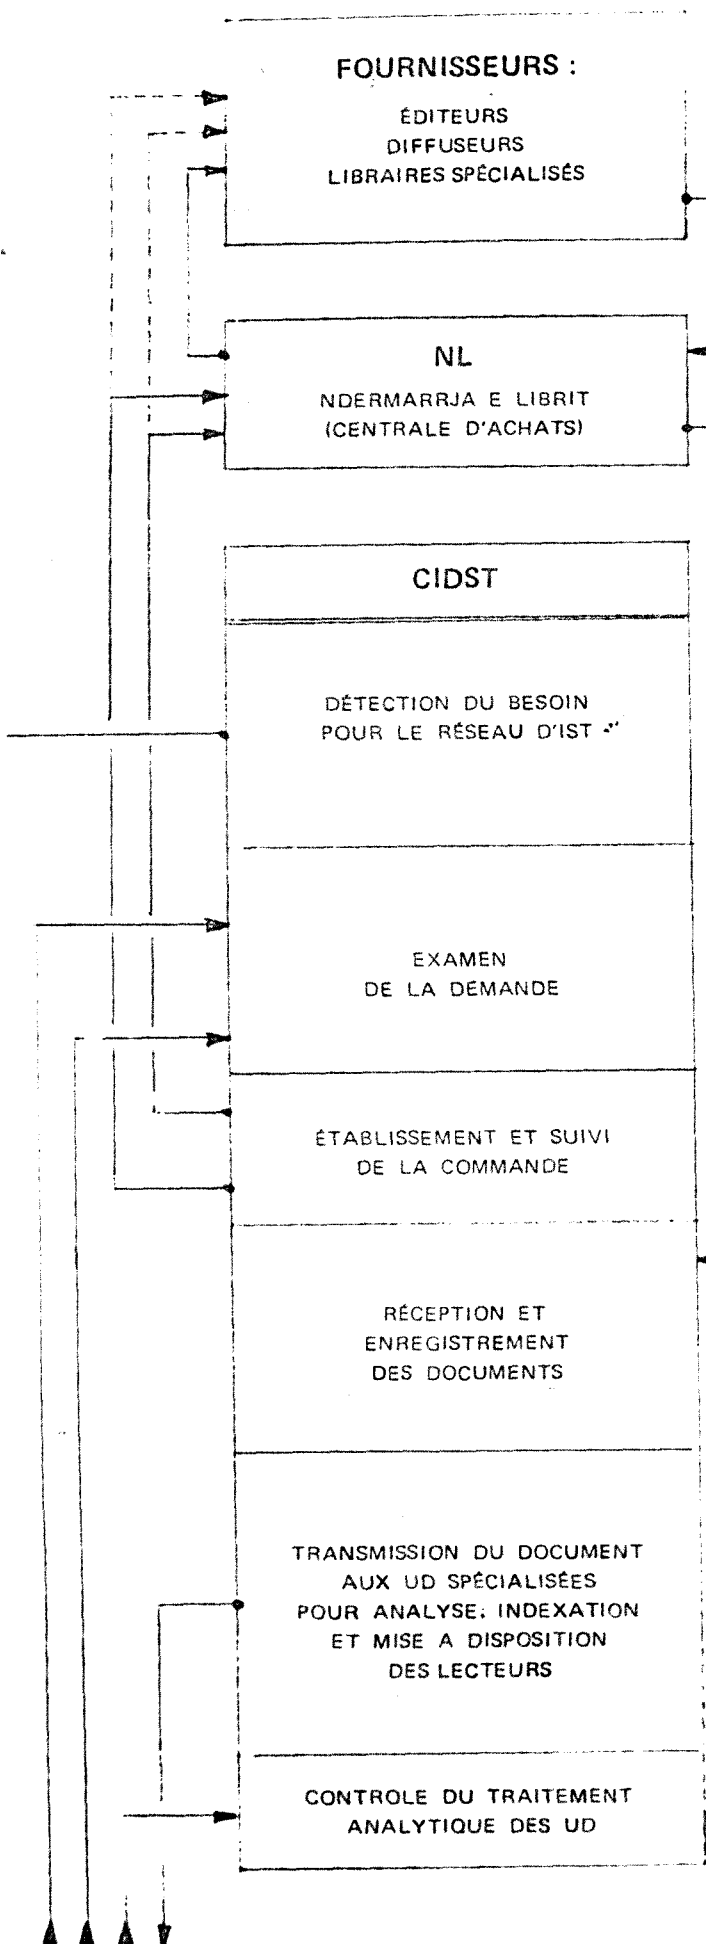 FOURNISSEURS :
ÉDITEURS
DIFFUSEURS
LIBRAIRES SPÉCIALISÉS
NL
NDERMARRJA E LIBRIT
(CENTRALE D'ACHATS)
CIDST
DÉTECTION DU BESOIN
POUR LE RÉSEAU D'IST
EXAMEN
DE LA DEMANDE
ÉTABLISSEMENT ET SUIVI
DE LA COMMANDE
RÉCEPTION ET
ENREGISTREMENT
DES DOCUMENTS
TRANSMISSION DU DOCUMENT
AUX UD SPÉCIALISÉES
POUR ANALYSE, INDEXATION
ET MISE A DISPOSITION
DES LECTEURS
CONTROLE DU TRAITEMENT
ANALYTIQUE DES UD